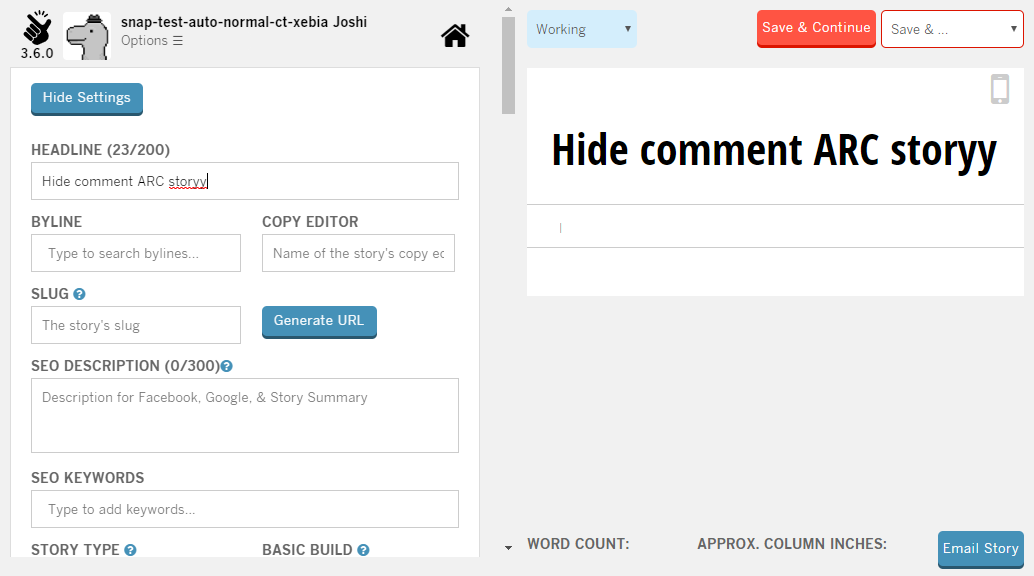 snap-test-auto-normal-ct-xebia Joshi
Options ☰
3.6.0
Hide Settings
HEADLINE (23/200)
Hide comment ARC storyy
BYLINE
COPY EDITOR
Type to search bylines...
Name of the story's copy ec
SLUG ?
The story's slug
Generate URL
SEO DESCRIPTION (0/300)?
Description for Facebook, Google, & Story Summary
SEO KEYWORDS
Type to add keywords...
STORY TYPE ?
BASIC BUILD ?
Working
Save & Continue
Save & ...
Hide comment ARC storyy
WORD COUNT:
APPROX. COLUMN INCHES:
Email Story